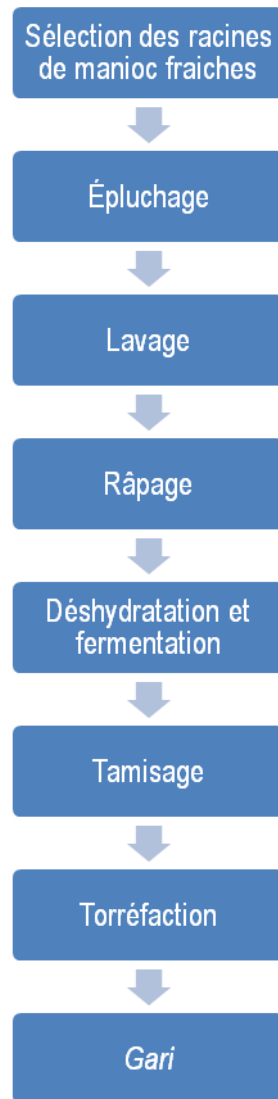 Sélection des racines
de manioc fraiches
Épluchage
Lavage
Râpage
Déshydratation et
fermentation
Tamisage
Torréfaction
Gari